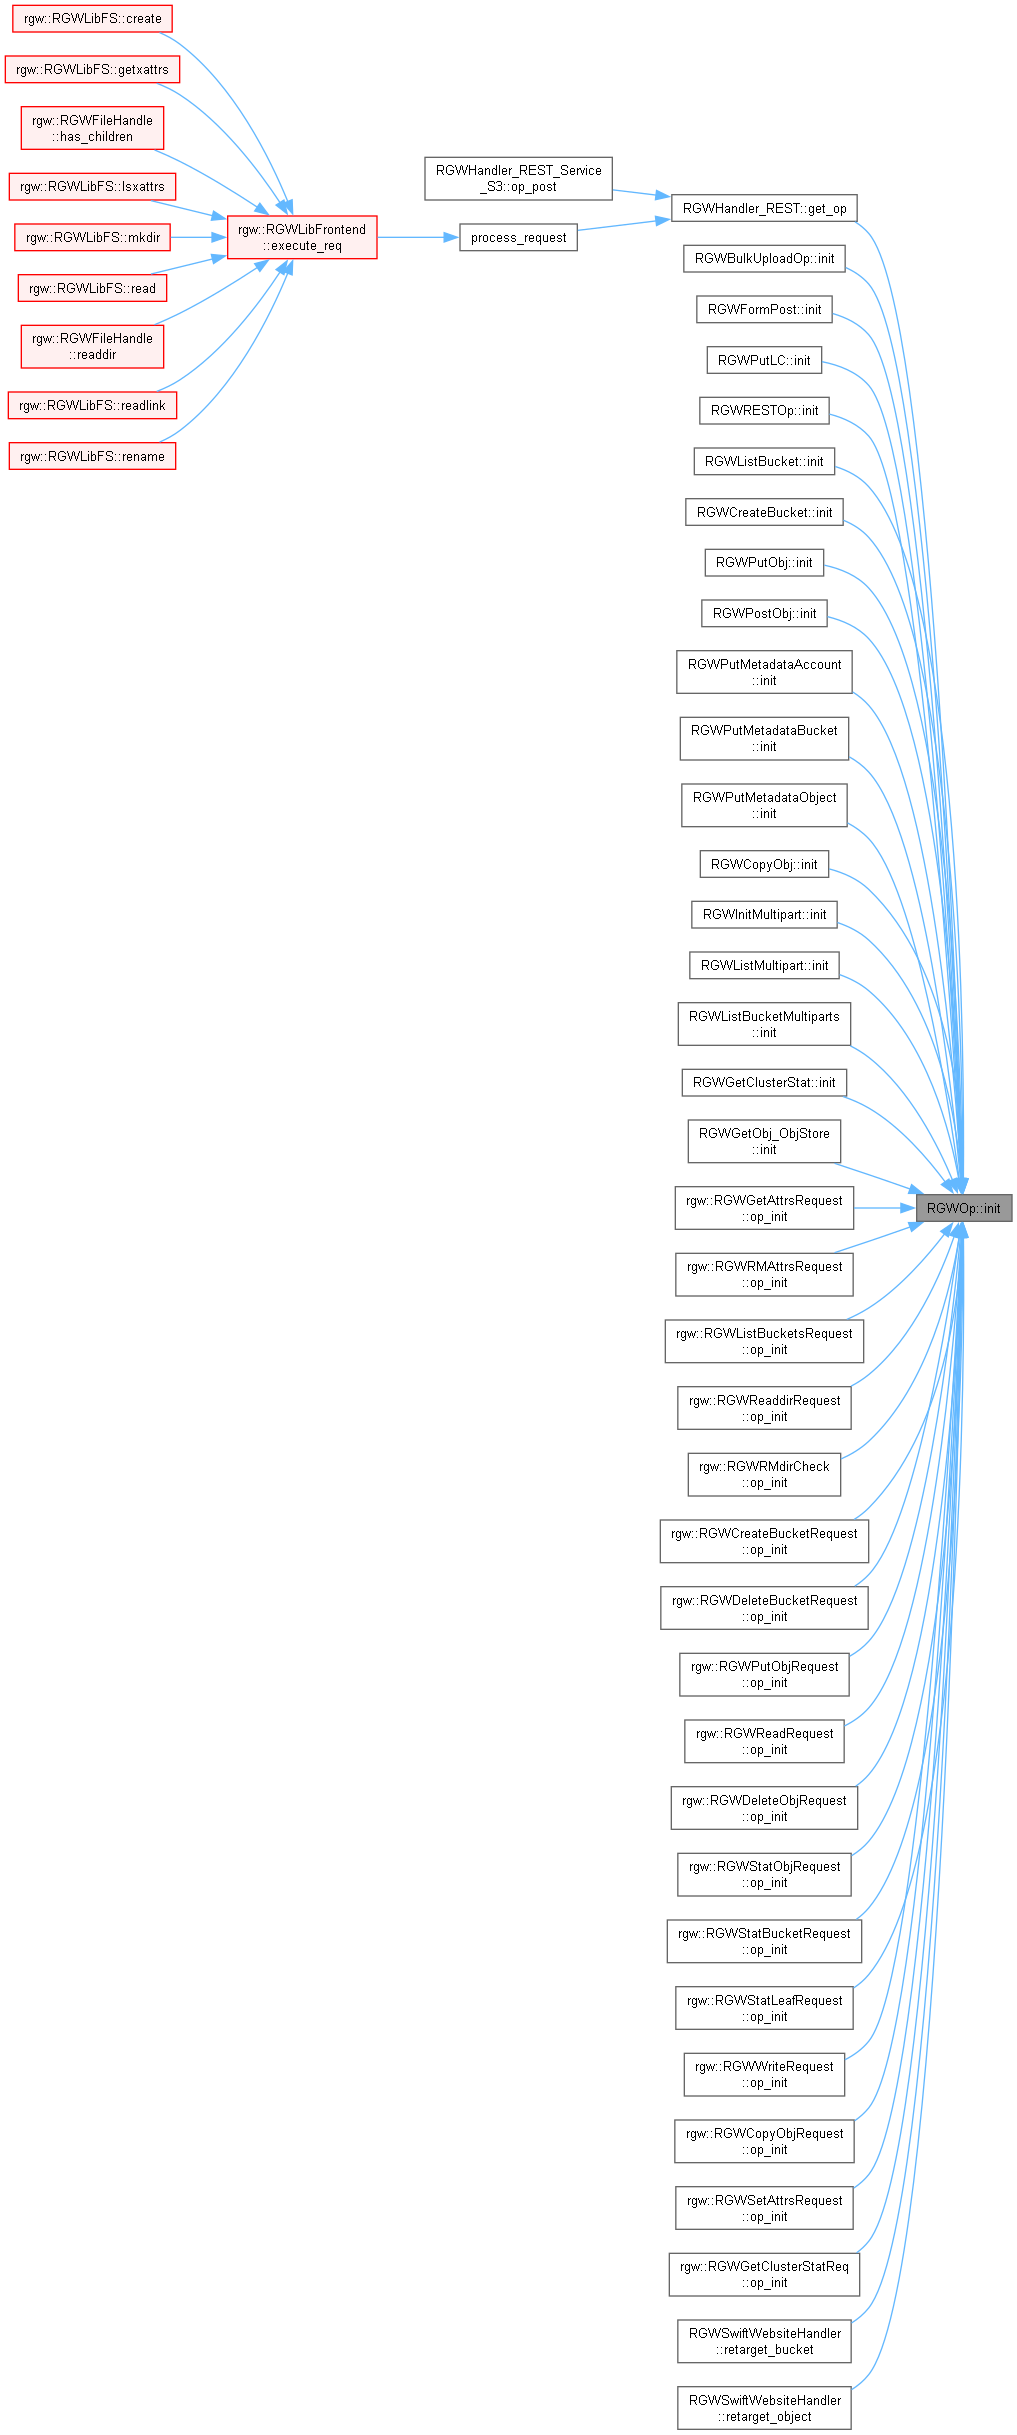 rgw::RGWLibFS::create
rgw::RGWLibFS::getxattrs
rgw::RGWFileHandle
::has_children
rgw::RGWLibFS::lsxattrs
rgw::RGWLibFS::mkdir
rgw::RGWLibFS::read
rgw::RGWFileHandle
::readdir
rgw::RGWLibFS::readlink
rgw::RGWLibFS::rename
rgw::RGWLibFrontend
::execute_req
RGWHandler_REST_Service
_S3::op_post
process_request
RGWHandler_REST::get_op
RGWBulkUploadOp::init
RGWFormPost::init
RGWPutLC::init
RGWRESTOp::init
RGWListBucket::init
RGWCreateBucket::init
RGWPutObj::init
RGWPostObj::init
RGWPutMetadataAccount
::init
RGWPutMetadataBucket
::init
RGWPutMetadataObject
::init
RGWCopyObj::init
RGWInitMultipart::init
RGWListMultipart::init
RGWListBucketMultiparts
::init
RGWGetClusterStat::init
RGWGetObj_ObjStore
::init
rgw::RGWGetAttrsRequest
::op_init
rgw::RGWRMAttrsRequest
::op_init
rgw::RGWListBucketsRequest
::op_init
rgw::RGWReaddirRequest
::op_init
rgw::RGWRMdirCheck
::op_init
rgw::RGWCreateBucketRequest
::op_init
rgw::RGWDeleteBucketRequest
::op_init
rgw::RGWPutObjRequest
::op_init
rgw::RGWReadRequest
::op_init
rgw::RGWDeleteObjRequest
::op_init
rgw::RGWStatObjRequest
::op_init
rgw::RGWStatBucketRequest
::op_init
rgw::RGWStatLeafRequest
::op_init
rgw::RGWWriteRequest
::op_init
rgw::RGWCopyObjRequest
::op_init
rgw::RGWSetAttrsRequest
::op_init
rgw::RGWGetClusterStatReq
::op_init
RGWSwiftWebsiteHandler
::retarget_bucket
RGWSwiftWebsiteHandler
::retarget_object
RGWOp::init